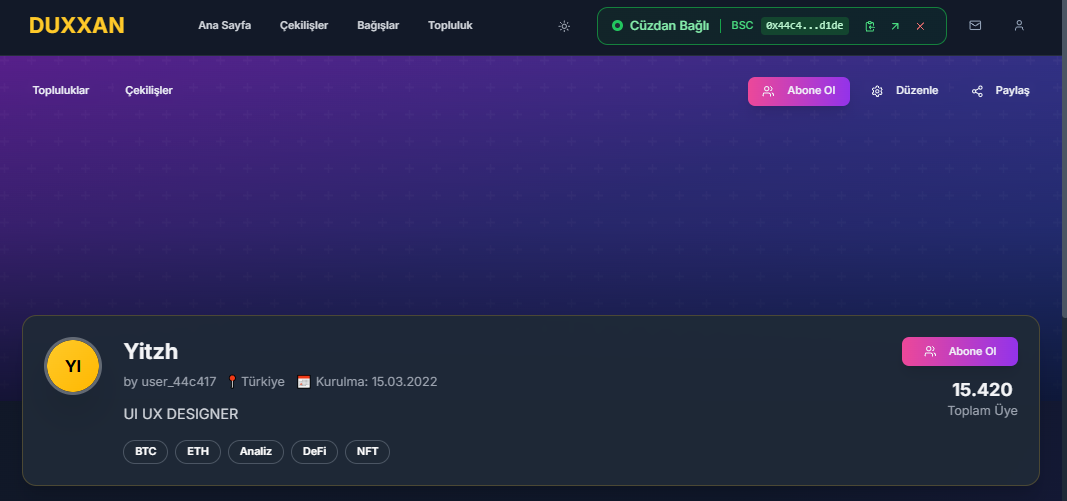 DUXXAN Ana Sayfa Çekilişler Bağışlar Topluluk Cüzdan Bağlı BSC 0x44c4...d1de
Topluluklar Çekilişler Abone Ol Düzenle Paylaş
YI Yitzh Abone Ol
by user_44c417 Türkiye Kurulma: 15.03.2022 15.420
UI UX DESIGNER Toplam Üye
BTC ETH Analiz DeFi NFT